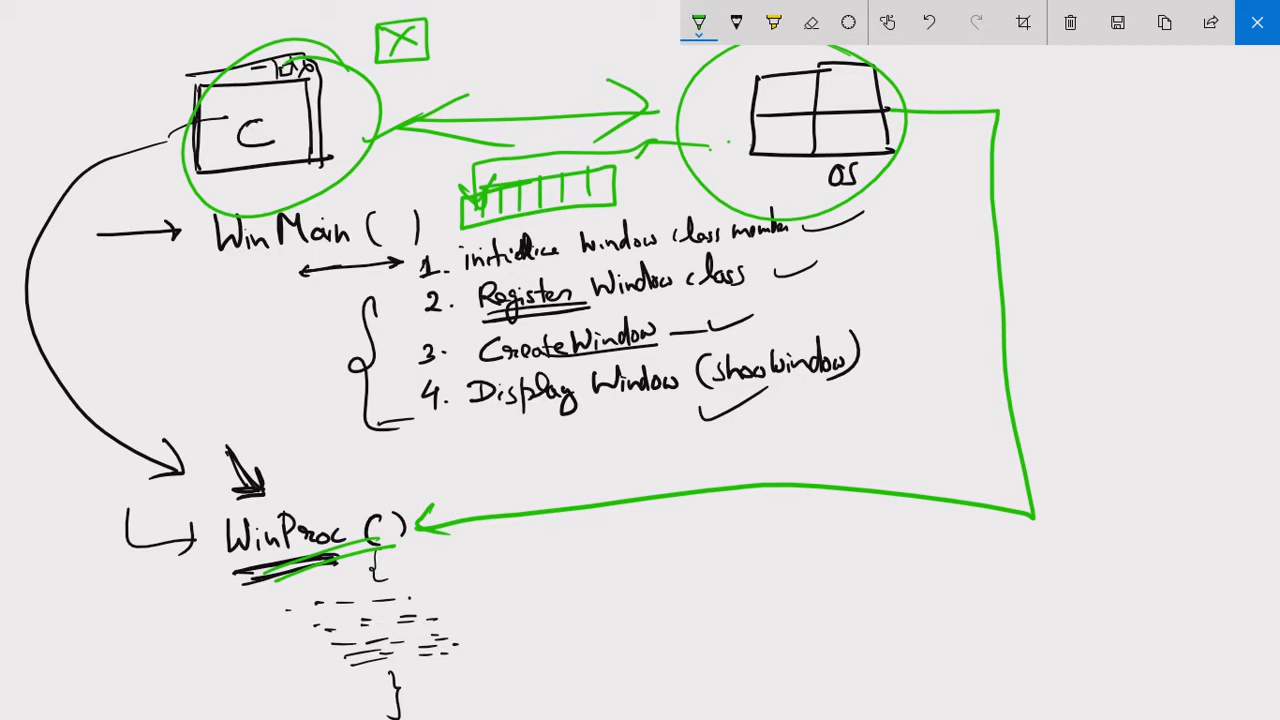 C
OS
WinMain ( )
1. initialize window class member
2. Register Window class
3. CreateWindow
4. Display Window (showWindow)
WinProc ( )
{
}